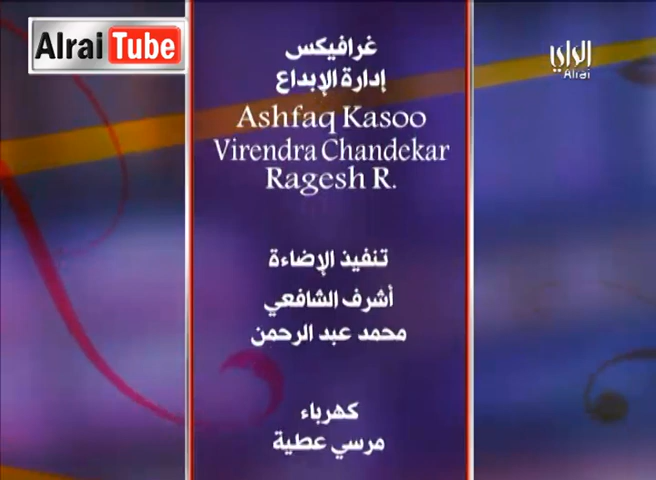 Alrai Tube
الراي
Alrai
غرافيكس
إدارة الإبداع
Ashfaq Kasoo
Virendra Chandekar
Ragesh R.
تنفيذ الإضاءة
أشرف الشافعي
محمد عبد الرحمن
كهرباء
مرسي عطية